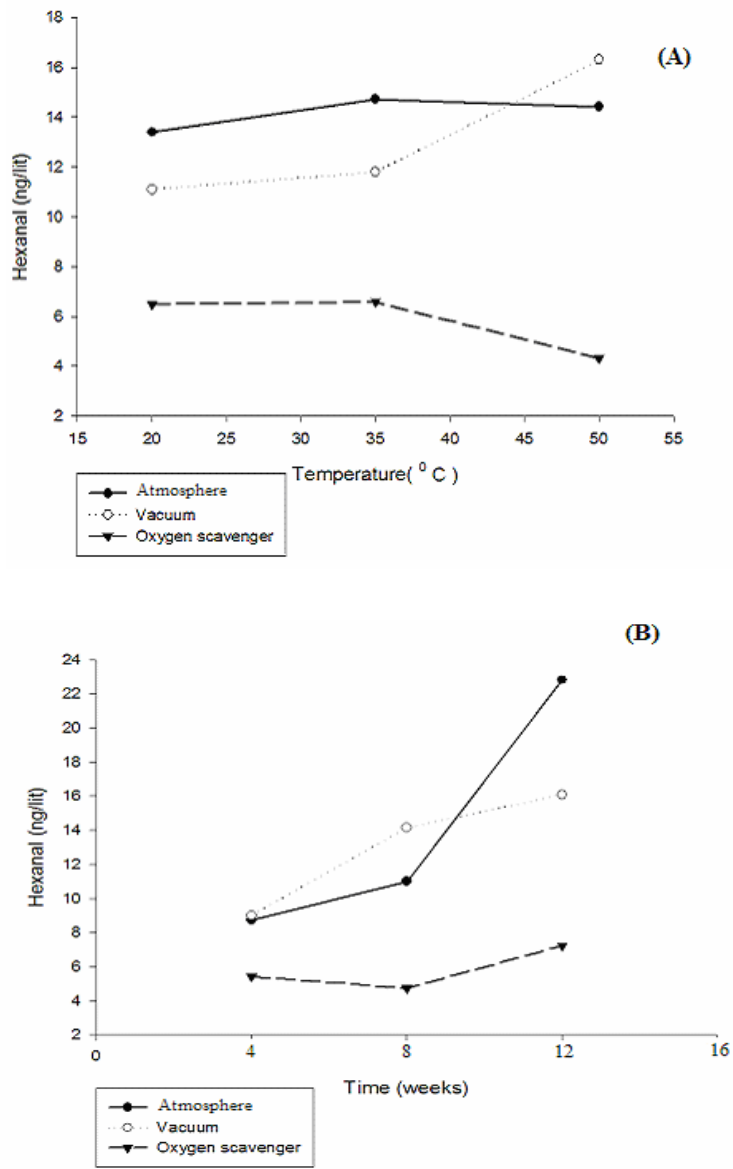 18
(A)
16
14
12
10
8
6
4
2
Hexanal (ng/lit)
15 20 25 30 35 40 45 50 55
Temperature( ⁰ C )
Atmosphere
Vacuum
Oxygen scavenger
(B)
24
22
20
18
16
14
12
10
8
6
4
2
Hexanal (ng/lit)
0 4 8 12 16
Time (weeks)
Atmosphere
Vacuum
Oxygen scavenger